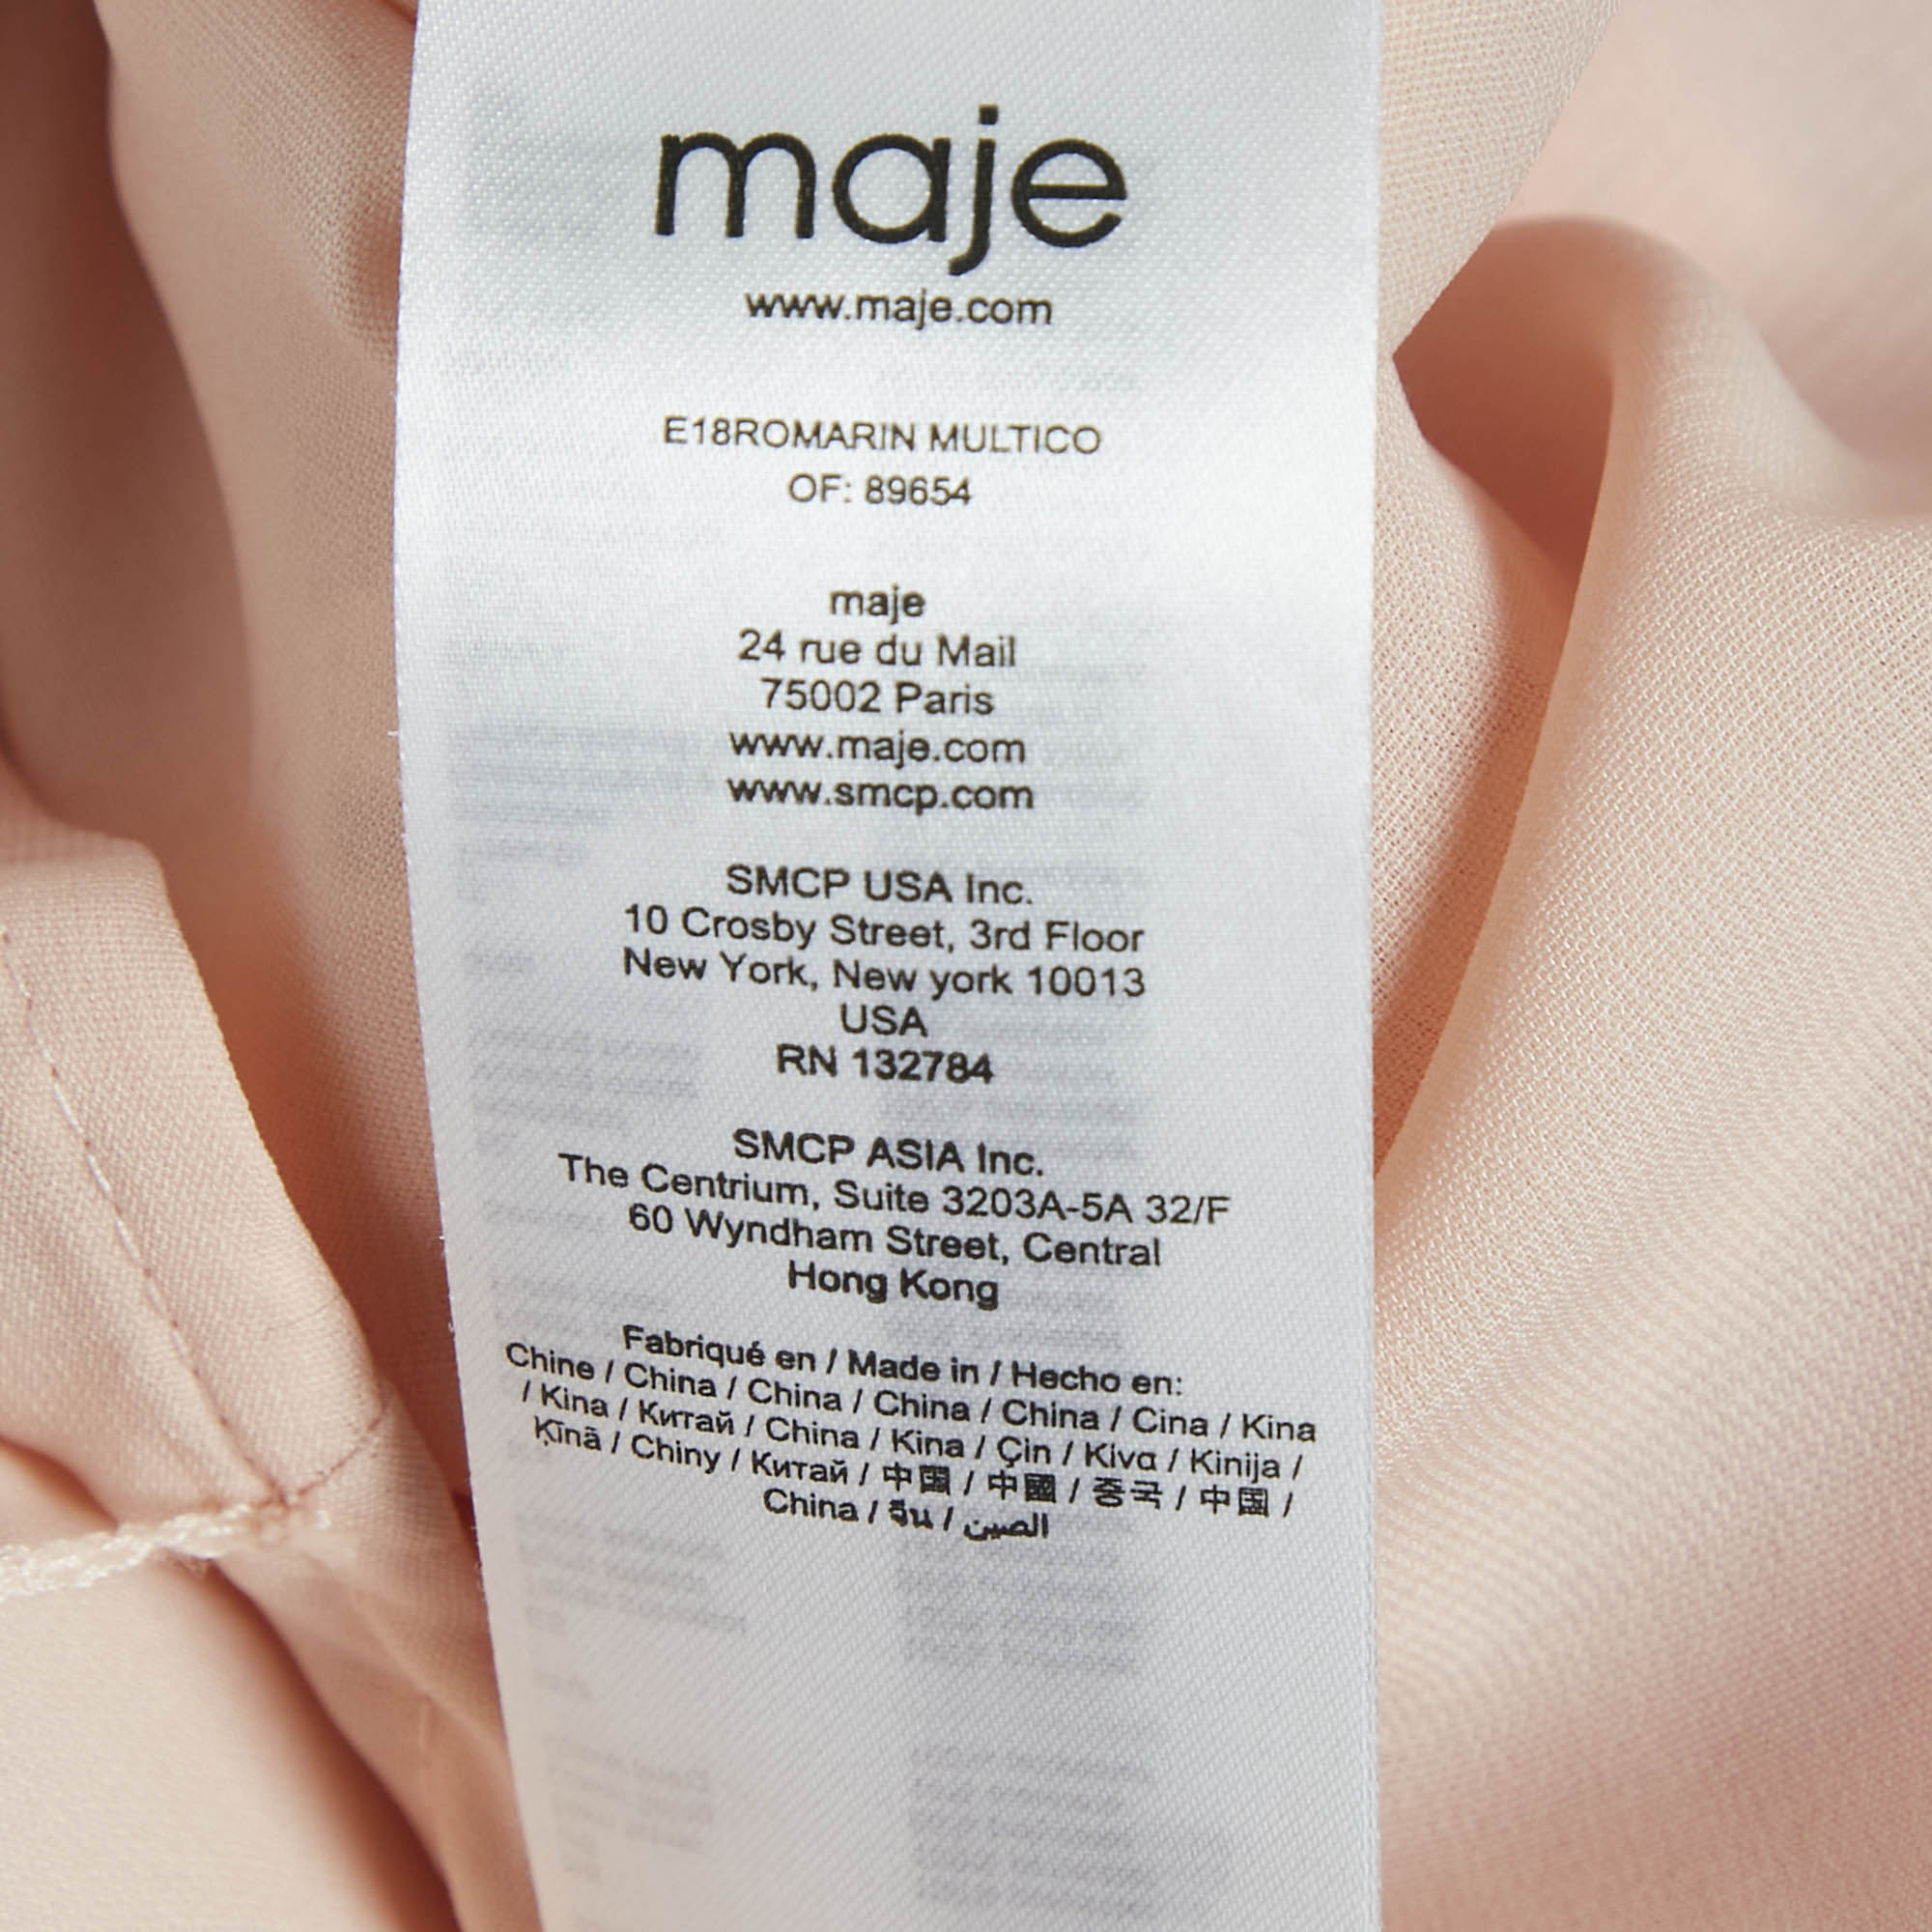 maje
www.maje.com
E18ROMARIN MULTICO
OF: 89654
maje
24 rue du Mail
75002 Paris
www.maje.com
www.smcp.com
SMCP USA Inc.
10 Crosby Street, 3rd Floor
New York, New york 10013
USA
RN 132784
SMCP ASIA Inc.
The Centrium, Suite 3203A-5A 32/F
60 Wyndham Street, Central
Hong Kong
Fabriqué en / Made in / Hecho en:
Chine / China / China / China / China / Cina / Kina
/ Kina / Китай / China / Kina / Çin / Kίνα / Kinija /
Ķīnā / Chiny / Китай / 中国 / 中國 / 중국 / 中国 /
China / จีน / الصين